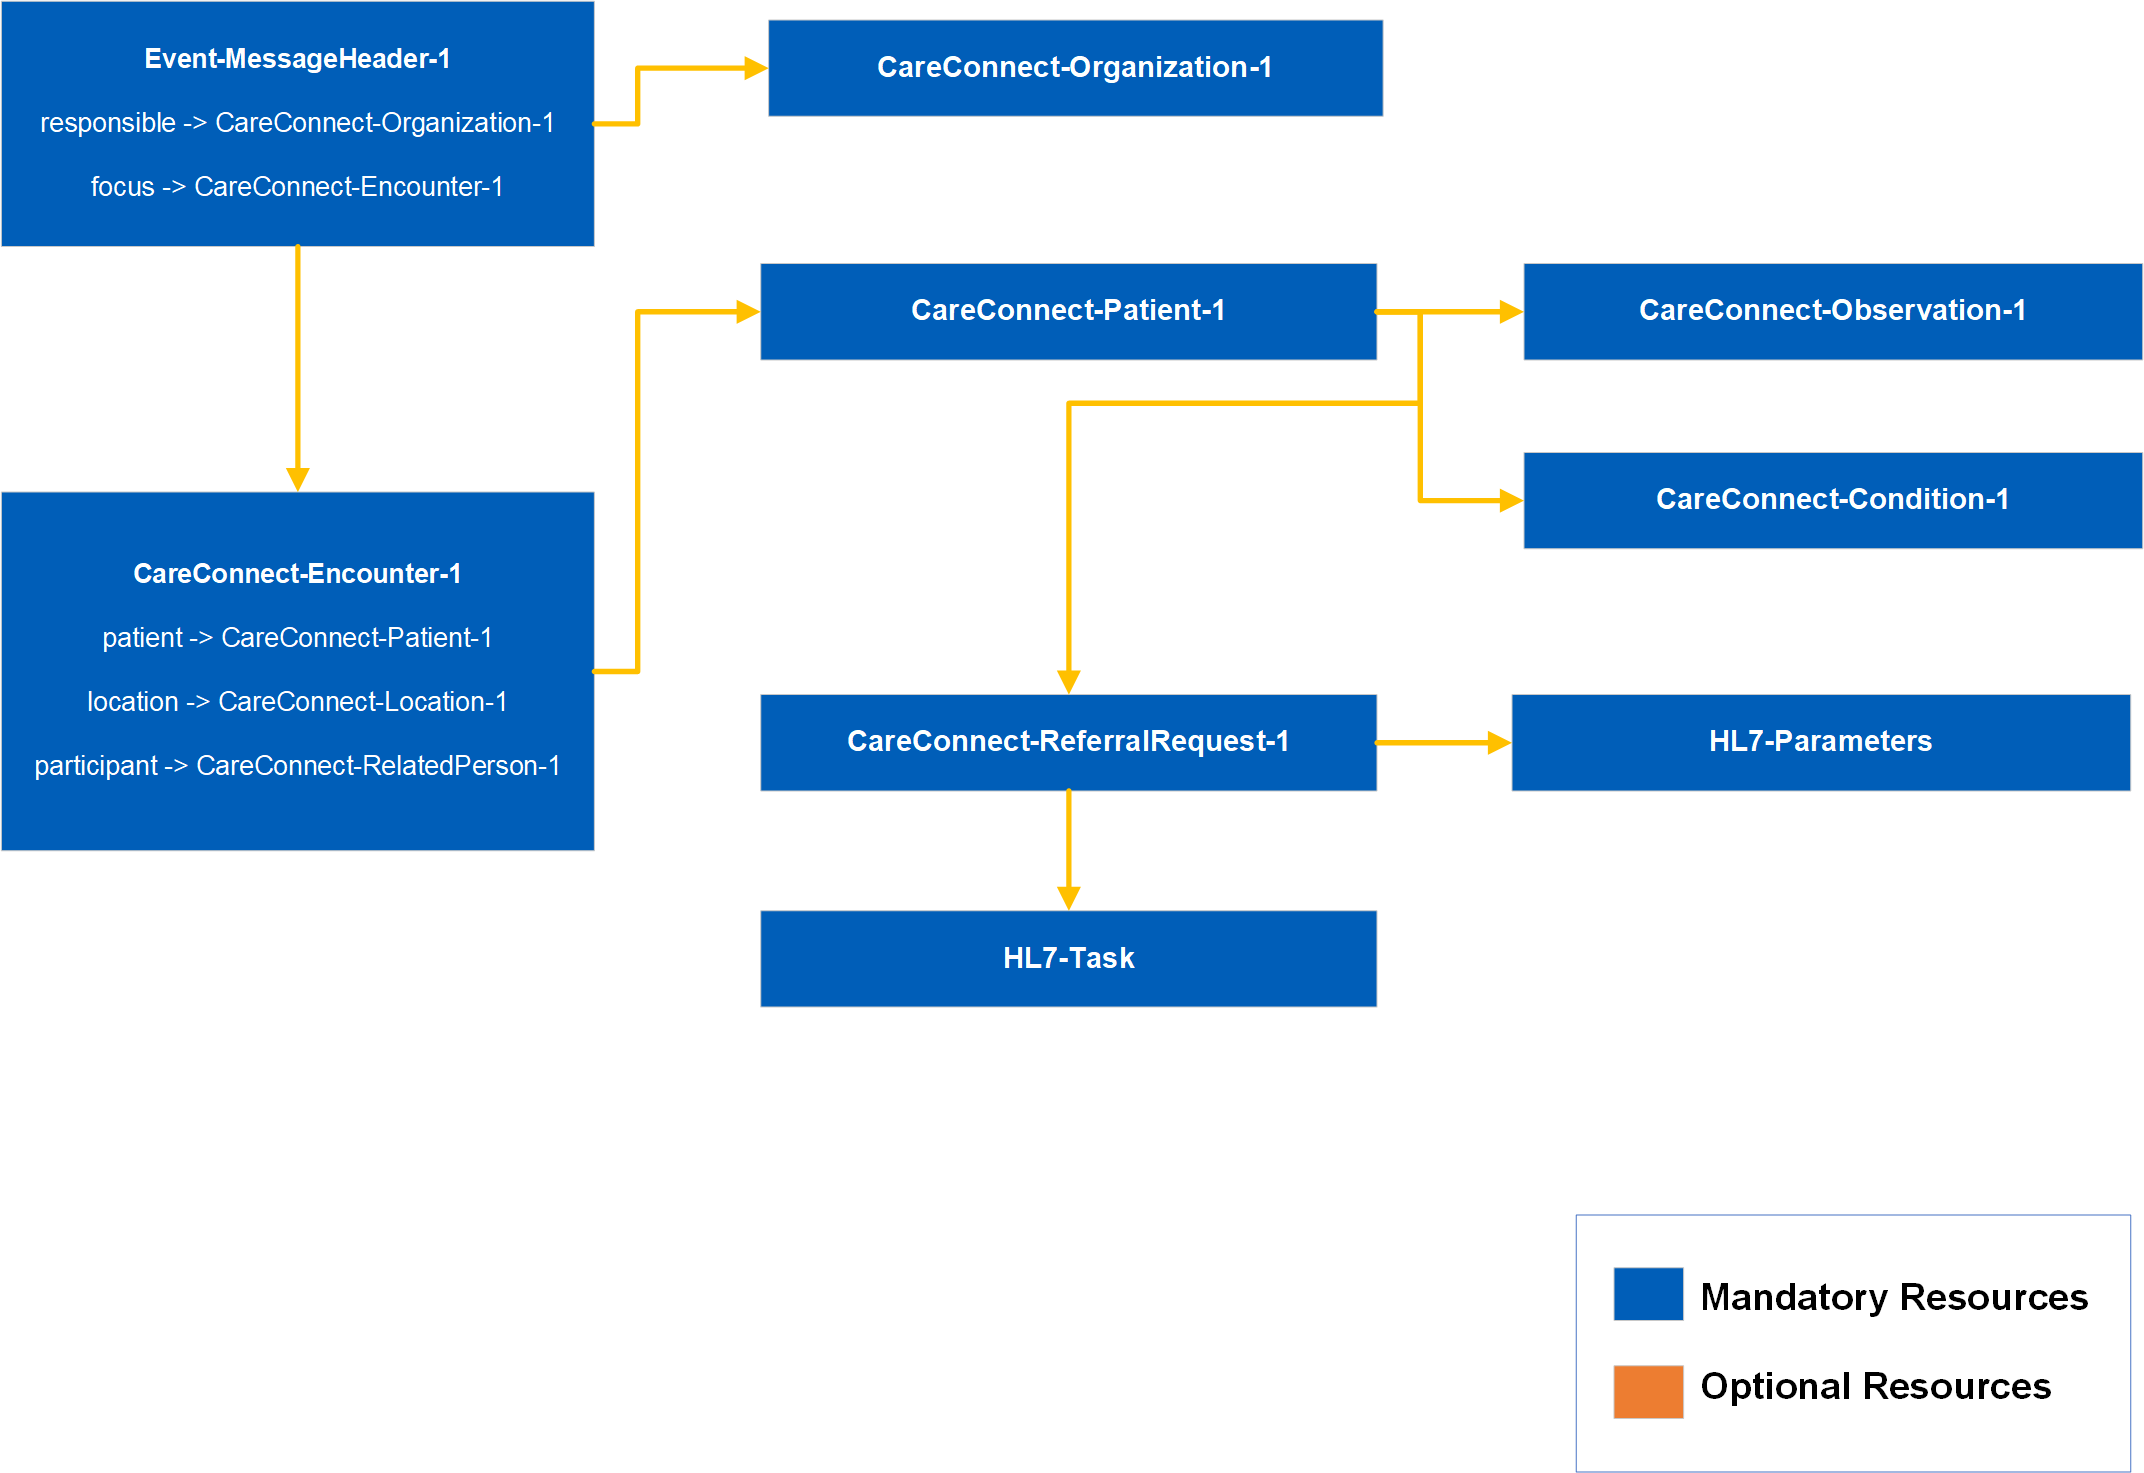 Event-MessageHeader-1
responsible -> CareConnect-Organization-1
focus -> CareConnect-Encounter-1
CareConnect-Organization-1
CareConnect-Patient-1
CareConnect-Observation-1
CareConnect-Condition-1
CareConnect-Encounter-1
patient -> CareConnect-Patient-1
location -> CareConnect-Location-1
participant -> CareConnect-RelatedPerson-1
CareConnect-ReferralRequest-1
HL7-Parameters
HL7-Task
Mandatory Resources
Optional Resources